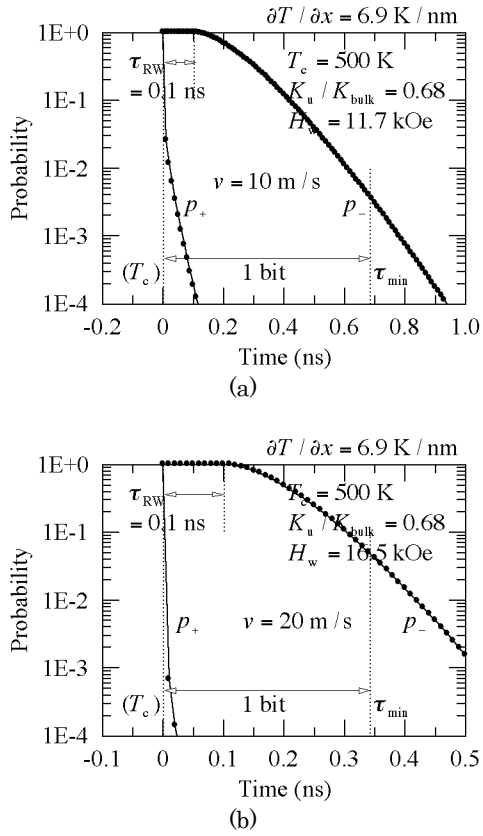 ∂T / ∂x = 6.9 K / nm
1E+0
1E-1
1E-2
1E-3
1E-4
Probability
τRW
= 0.1 ns
Tc = 500 K
Ku / Kbulk = 0.68
Hw = 11.7 kOe
v = 10 m / s
p+
p−
(Tc)
1 bit
τmin
-0.2
0
0.2
0.4
0.6
0.8
1.0
Time (ns)
(a)
∂T / ∂x = 6.9 K / nm
1E+0
1E-1
1E-2
1E-3
1E-4
Probability
τRW
= 0.1 ns
Tc = 500 K
Ku / Kbulk = 0.68
Hw = 16.5 kOe
v = 20 m / s
p+
p−
(Tc)
1 bit
τmin
-0.1
0
0.1
0.2
0.3
0.4
0.5
Time (ns)
(b)